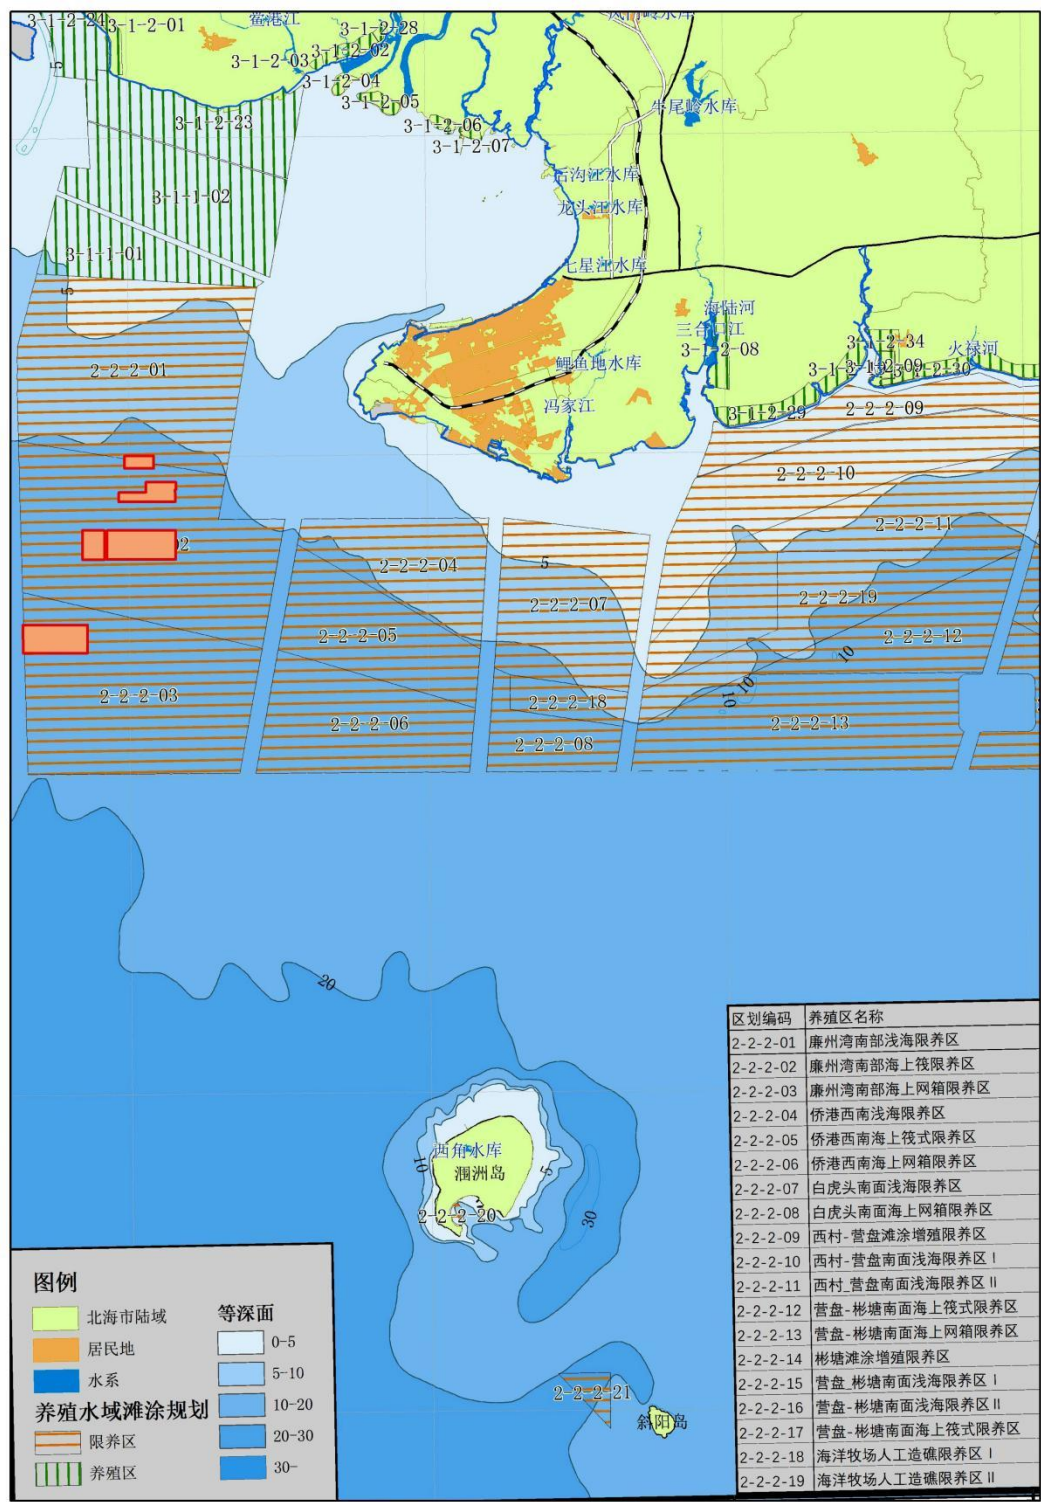 3-1-2-24
3-1-2-01
鲨港江
3-1-2-28
3-1-2-02
3-1-2-03
5
3-1-2-04
3-1-2-05
牛尾岭水库
3-1-2-23
3-1-2-06
3-1-2-07
后沟江水库
3-1-1-02
龙头江水库
3-1-1-01
七星江水库
5
海陆河
三合口江
3-1-2-08
3-1-2-34
火禄河
2-2-2-01
鲤鱼地水库
3-1-2-09
冯家江
3-1-2-29
2-2-2-09
2-2-2-10
2-2-2-11
02
2-2-2-04
5
2-2-2-07
2-2-2-19
2-2-2-05
2-2-2-12
10
10
10
2-2-2-03
2-2-2-18
2-2-2-06
2-2-2-13
2-2-2-08
20
西角水库
10
涠洲岛
5
2-2-2-20
30
2-2-2-21
斜阳岛
图例
北海市陆域
居民地
水系
养殖水域滩涂规划
限养区
养殖区
等深面
0-5
5-10
10-20
20-30
30-
区划编码 养殖区名称
2-2-2-01 廉州湾南部浅海限养区
2-2-2-02 廉州湾南部海上筏限养区
2-2-2-03 廉州湾南部海上网箱限养区
2-2-2-04 侨港西南浅海限养区
2-2-2-05 侨港西南海上筏式限养区
2-2-2-06 侨港西南海上网箱限养区
2-2-2-07 白虎头南面浅海限养区
2-2-2-08 白虎头南面海上网箱限养区
2-2-2-09 西村-营盘滩涂增殖限养区
2-2-2-10 西村-营盘南面浅海限养区Ⅰ
2-2-2-11 西村_营盘南面浅海限养区Ⅱ
2-2-2-12 营盘-彬塘南面海上筏式限养区
2-2-2-13 营盘-彬塘南面海上网箱限养区
2-2-2-14 彬塘滩涂增殖限养区
2-2-2-15 营盘_彬塘南面浅海限养区Ⅰ
2-2-2-16 营盘-彬塘南面浅海限养区Ⅱ
2-2-2-17 营盘-彬塘南面海上筏式限养区
2-2-2-18 海洋牧场人工造礁限养区Ⅰ
2-2-2-19 海洋牧场人工造礁限养区Ⅱ